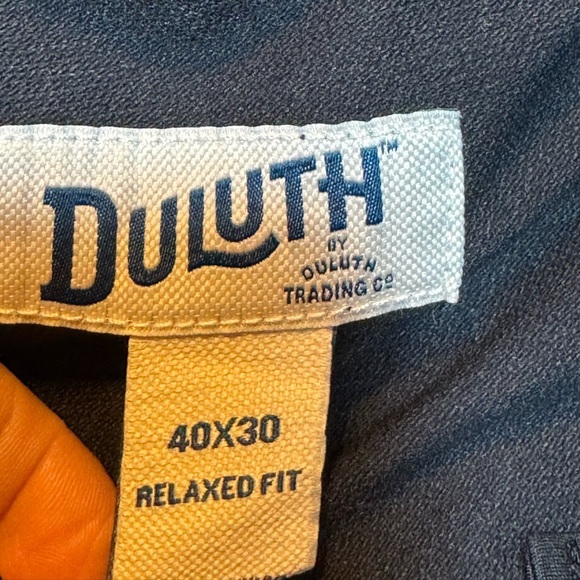 DULUTH™
BY
DULUTH
TRADING Cº
40X30
RELAXED FIT